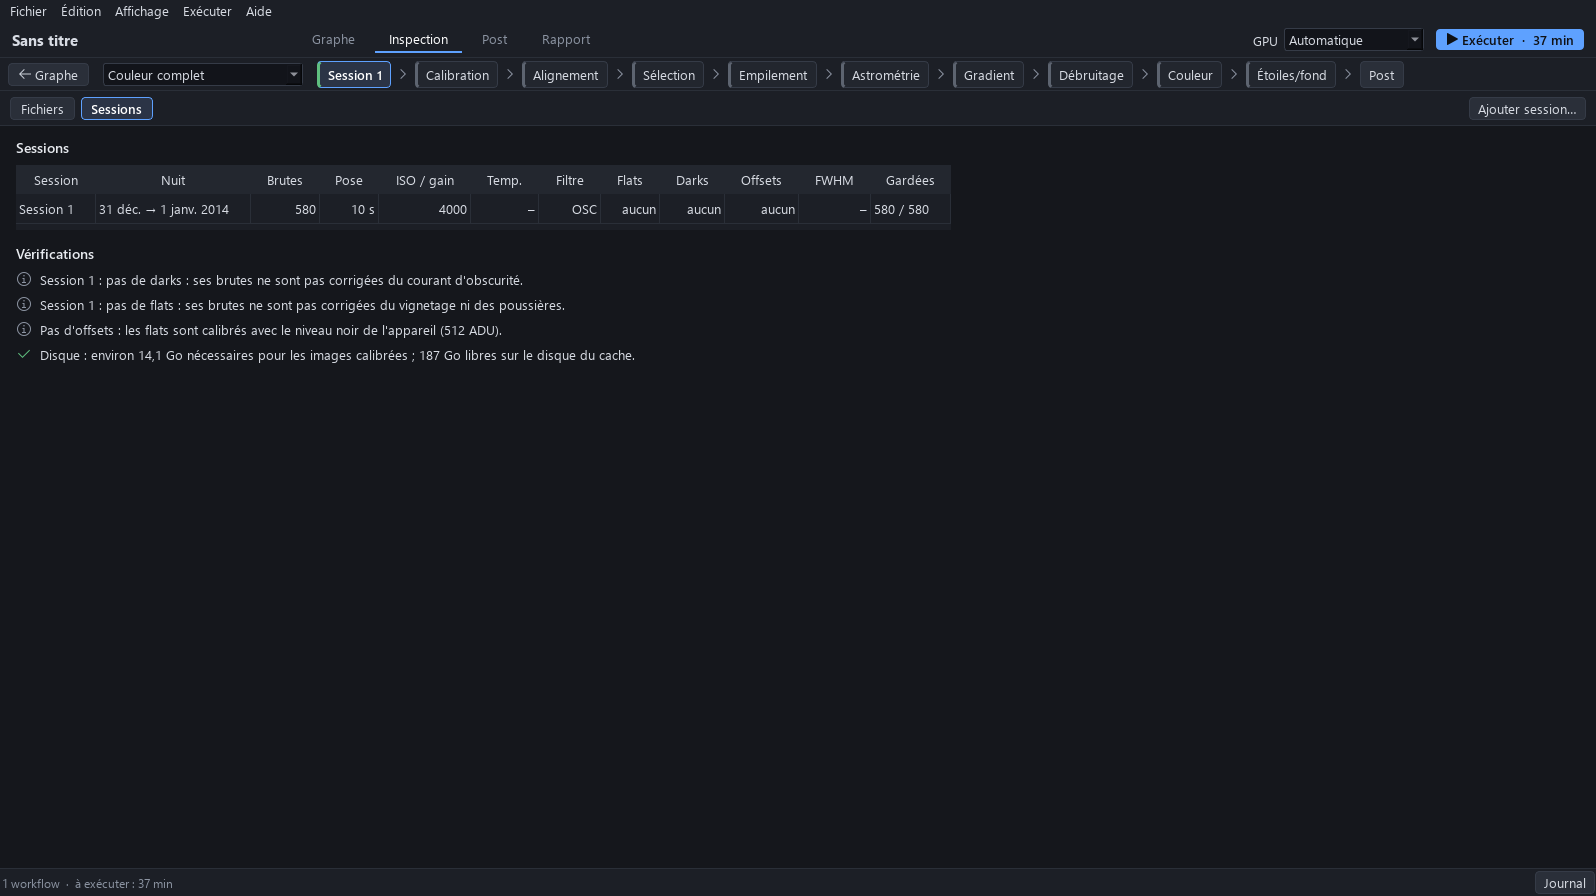 Fichier Édition Affichage Exécuter Aide
Sans titre Graphe Inspection Post Rapport GPU Automatique Exécuter · 37 min
Graphe Couleur complet Session 1 Calibration Alignement Sélection Empilement Astrométrie Gradient Débruitage Couleur Étoiles/fond Post
Fichiers Sessions Ajouter session...
Sessions
Session Nuit Brutes Pose ISO / gain Temp. Filtre Flats Darks Offsets FWHM Gardées
Session 1 31 déc. → 1 janv. 2014 580 10 s 4000 – OSC aucun aucun aucun – 580 / 580
Vérifications
Session 1 : pas de darks : ses brutes ne sont pas corrigées du courant d'obscurité.
Session 1 : pas de flats : ses brutes ne sont pas corrigées du vignetage ni des poussières.
Pas d'offsets : les flats sont calibrés avec le niveau noir de l'appareil (512 ADU).
Disque : environ 14,1 Go nécessaires pour les images calibrées ; 187 Go libres sur le disque du cache.
1 workflow · à exécuter : 37 min Journal